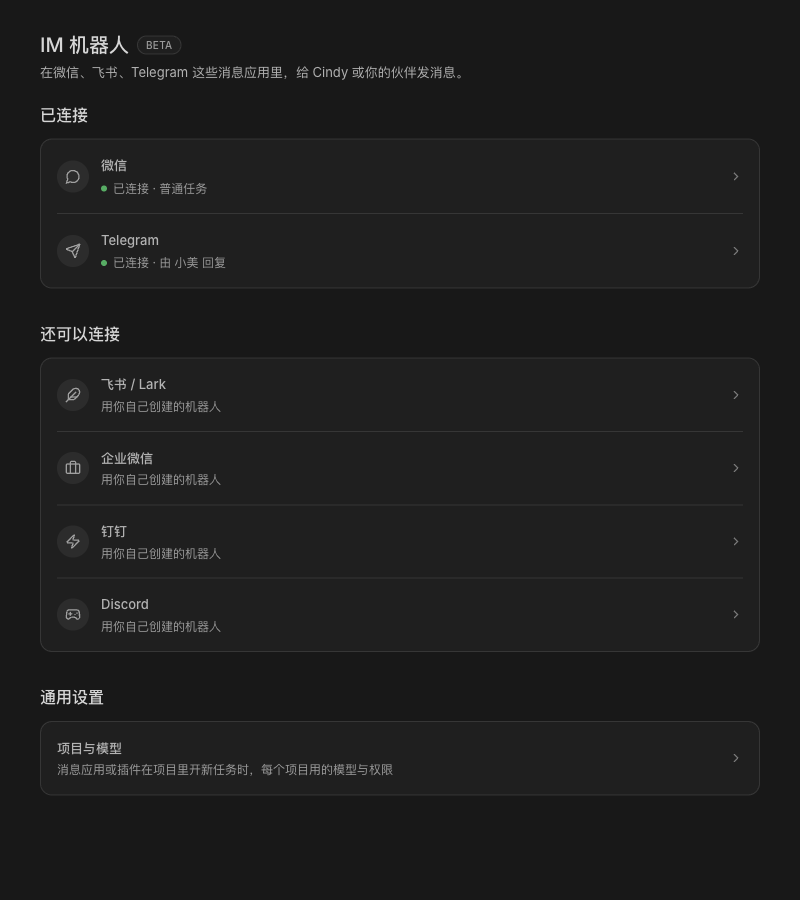 IM 机器人 BETA
在微信、飞书、Telegram 这些消息应用里，给 Cindy 或你的伙伴发消息。
已连接
微信
已连接 · 普通任务
Telegram
已连接 · 由 小美 回复
还可以连接
飞书 / Lark
用你自己创建的机器人
企业微信
用你自己创建的机器人
钉钉
用你自己创建的机器人
Discord
用你自己创建的机器人
通用设置
项目与模型
消息应用或插件在项目里开新任务时，每个项目用的模型与权限